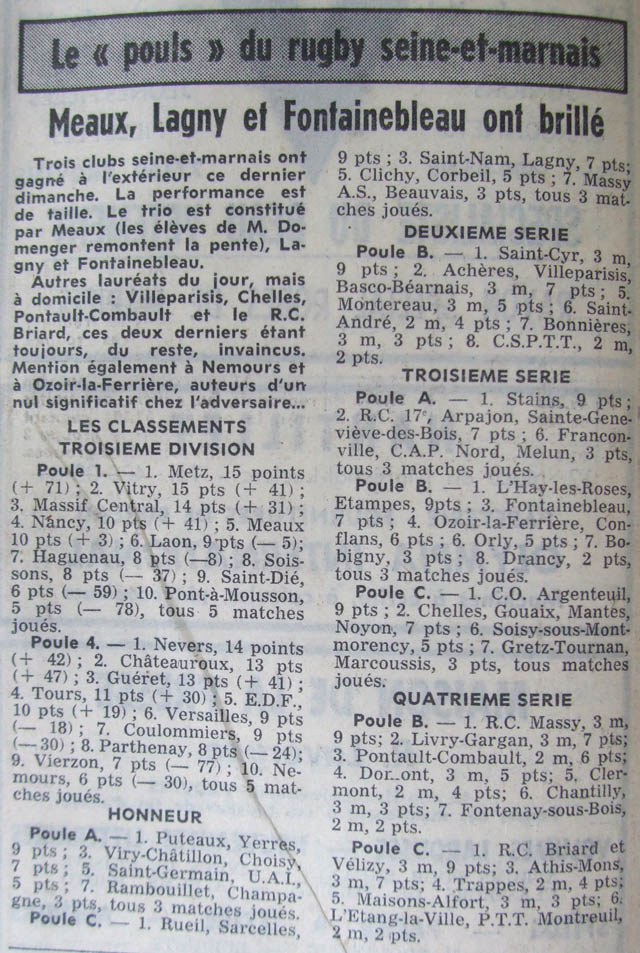 Le « pouls » du rugby seine-et-marnais
Meaux, Lagny et Fontainebleau ont brillé
Trois clubs seine-et-marnais ont
gagné à l'extérieur ce dernier
dimanche. La performance est
de taille. Le trio est constitué
par Meaux (les élèves de M. Do-
menger remontent la pente), La-
gny et Fontainebleau.
Autres lauréats du jour, mais
à domicile : Villeparisis, Chelles,
Pontault-Combault et le R.C.
Briard, ces deux derniers étant
toujours, du reste, invaincus.
Mention également à Nemours et
à Ozoir-la-Ferrière, auteurs d'un
nul significatif chez l'adversaire...
LES CLASSEMENTS
TROISIEME DIVISION
Poule 1. — 1. Metz, 15 points
(+ 71) ; 2. Vitry, 15 pts (+ 41) ;
3. Massif Central, 14 pts (+ 31) ;
4. Nancy, 10 pts (+ 41) ; 5. Meaux
10 pts (+ 3) ; 6. Laon, 9 pts (— 5);
7. Haguenau, 8 pts (—8) ; 8. Sois-
sons, 8 pts (— 37) ; 9. Saint-Dié,
6 pts (— 59) ; 10. Pont-à-Mousson,
5 pts (— 78), tous 5 matches
joués.
Poule 4. — 1. Nevers, 14 points
(+ 42) ; 2. Châteauroux, 13 pts
(+ 47) ; 3. Guéret, 13 pts (+ 41) ;
4. Tours, 11 pts (+ 30) ; 5. E.D.F.,
10 pts (+ 19) ; 6. Versailles, 9 pts
(— 18) ; 7. Coulommiers, 9 pts
(—30) ; 8. Parthenay, 8 pts (—24);
9. Vierzon, 7 pts (— 77) ; 10. Ne-
mours, 6 pts (— 30), tous 5 mat-
ches joués.
HONNEUR
Poule A. — 1. Puteaux, Yerres,
9 pts ; 3. Viry-Châtillon, Choisy,
7 pts ; 5. Saint-Germain, U.A.I.,
5 pts ; 7. Rambouillet, Champa-
gne, 3 pts, tous 3 matches joués.
Poule C. — 1. Rueil, Sarcelles,
9 pts ; 3. Saint-Nam, Lagny, 7 pts;
5. Clichy, Corbeil, 5 pts ; 7. Massy
A.S., Beauvais, 3 pts, tous 3 mat-
ches joués.
DEUXIEME SERIE
Poule B. — 1. Saint-Cyr, 3 m,
9 pts ; 2. Achères, Villeparisis,
Basco-Béarnais, 3 m, 7 pts ; 5.
Montereau, 3 m, 5 pts ; 6. Saint-
André, 2 m, 4 pts ; 7. Bonnières,
3 m, 3 pts ; 8. C.S.P.T.T., 2 m,
2 pts.
TROISIEME SERIE
Poule A. — 1. Stains, 9 pts ;
2. R.C. 17e, Arpajon, Sainte-Gene-
viève-des-Bois, 7 pts ; 6. Francon-
ville, C.A.P. Nord, Melun, 3 pts,
tous 3 matches joués.
Poule B. — 1. L'Hay-les-Roses,
Etampes, 9pts ; 3. Fontainebleau,
7 pts ; 4. Ozoir-la-Ferrière, Con-
flans, 6 pts ; 6. Orly, 5 pts ; 7. Bo-
bigny, 3 pts ; 8. Drancy, 2 pts,
tous 3 matches joués.
Poule C. — 1. C.O. Argenteuil,
9 pts ; 2. Chelles, Gouaix, Mantes,
Noyon, 7 pts ; 6. Soisy-sous-Mont-
morency, 5 pts ; 7. Gretz-Tournan,
Marcoussis, 3 pts, tous matches
joués.
QUATRIEME SERIE
Poule B. — 1. R.C. Massy, 3 m,
9 pts; 2. Livry-Gargan, 3 m, 7 pts;
3. Pontault-Combault, 2 m, 6 pts;
4. 3 m, 5 pts; 5. Cler-
mont, 2 m, 4 pts; 6. Chantilly,
3 m, 3 pts; 7. Fontenay-sous-Bois,
2 m, 2 pts.
Poule C. — 1. R.C. Briard et
Vélizy, 3 m, 9 pts; 3. Athis-Mons,
3 m, 7 pts; 4. Trappes, 2 m, 4 pts;
5. Maisons-Alfort, 3 m, 3 pts; 6.
L'Etang-la-Ville, P.T.T. Montreuil,
2 m, 2 pts.